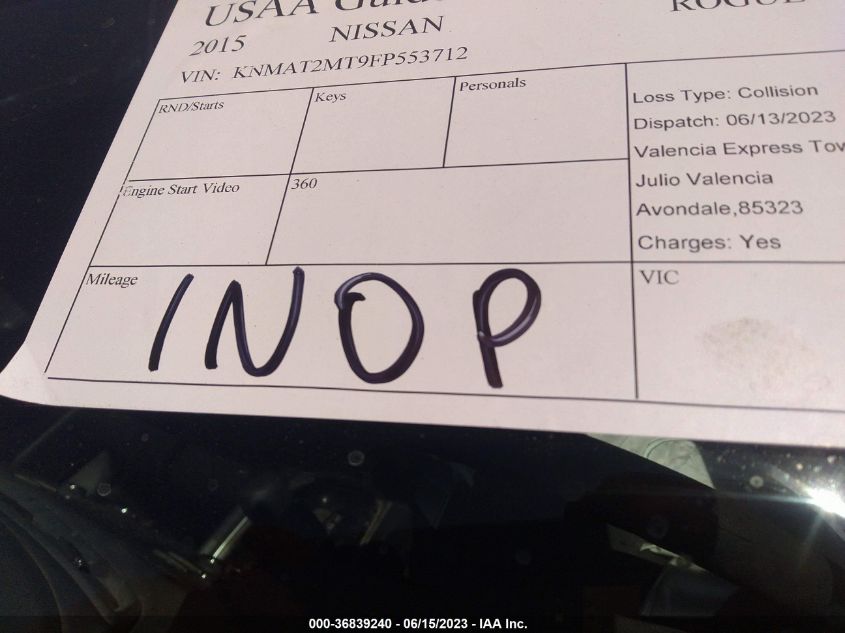 USAA
ROGUE
2015 NISSAN
VIN: KNMAT2MT9FP553712
RND/Starts
Keys
Personals
Engine Start Video
360
Loss Type: Collision
Dispatch: 06/13/2023
Valencia Express Tow
Julio Valencia
Avondale,85323
Charges: Yes
Mileage
INOP
VIC
000-36839240 - 06/15/2023 - IAA Inc.